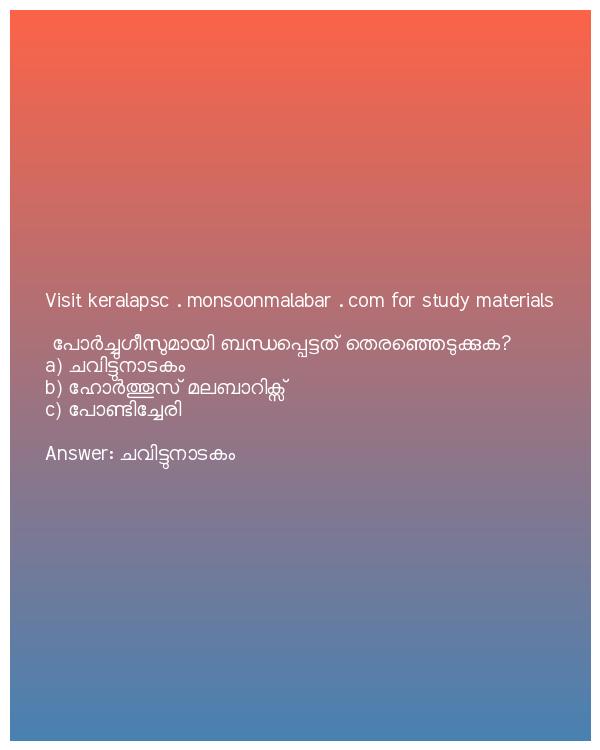 Visit keralapsc . monsoonmalabar . com for study materials
പോർച്ചുഗീസുമായി ബന്ധപ്പെട്ടത് തെരഞ്ഞെടുക്കുക?
a) ചവിട്ടുനാടകം
b) ഹോർത്തൂസ് മലബാറിക്സ്
c) പോണ്ടിച്ചേരി
Answer: ചവിട്ടുനാടകം